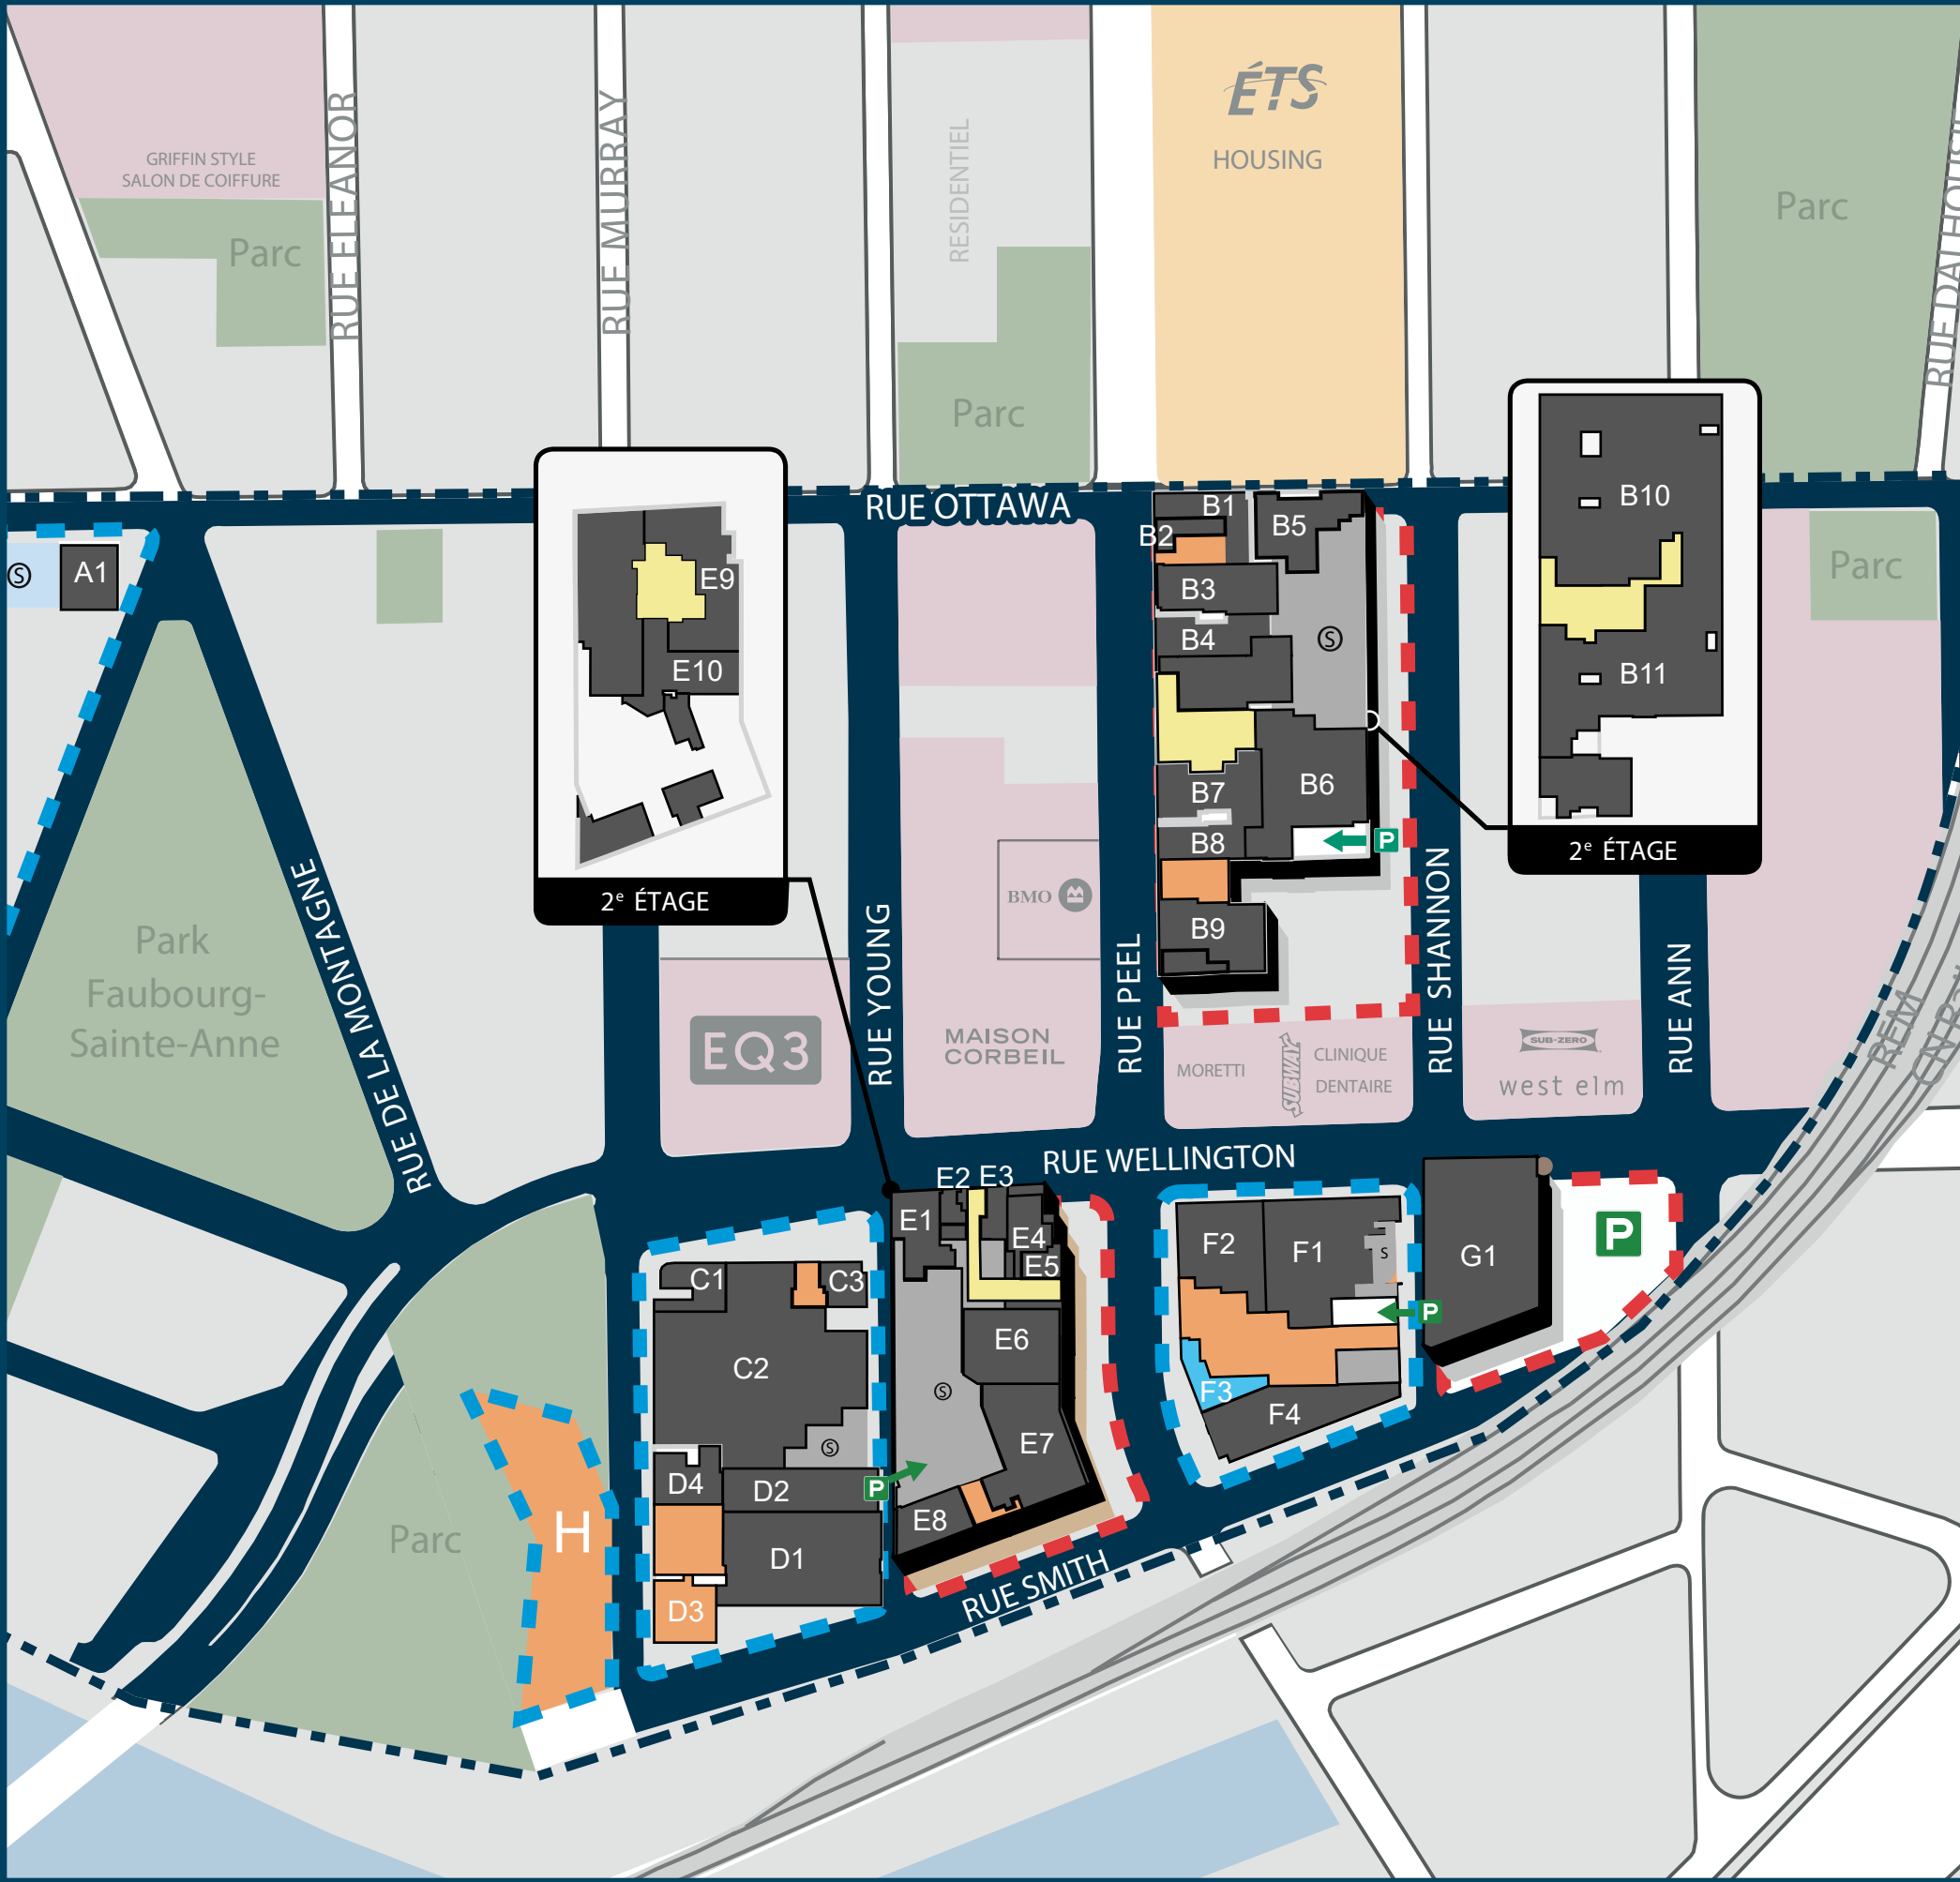 ÉTS
HOUSING
GRIFFIN STYLE
SALON DE COIFFURE
Parc
RUE ELEANOR
RUE MURRAY
RESIDENTIEL
Parc
Parc
RUE OTTAWA
B1
B2
B3
B4
B5
S
B6
B7
B8
P
B9
B10
B11
2e ÉTAGE
E9
E10
2e ÉTAGE
S
A1
Parc
Park
Faubourg-
Sainte-Anne
RUE DE LA MONTAGNE
RUE YOUNG
RUE PEEL
RUE SHANNON
RUE ANN
BMO
EQ3
MAISON
CORBEIL
MORETTI
SUBWAY
CLINIQUE
DENTAIRE
SUB-ZERO
west elm
REM
RUE WELLINGTON
E1
E2
E3
E4
E5
E6
S
E7
E8
P
F1
F2
F3
F4
S
P
G1
P
C1
C2
C3
S
D4
D2
D1
D3
H
Parc
RUE SMITH